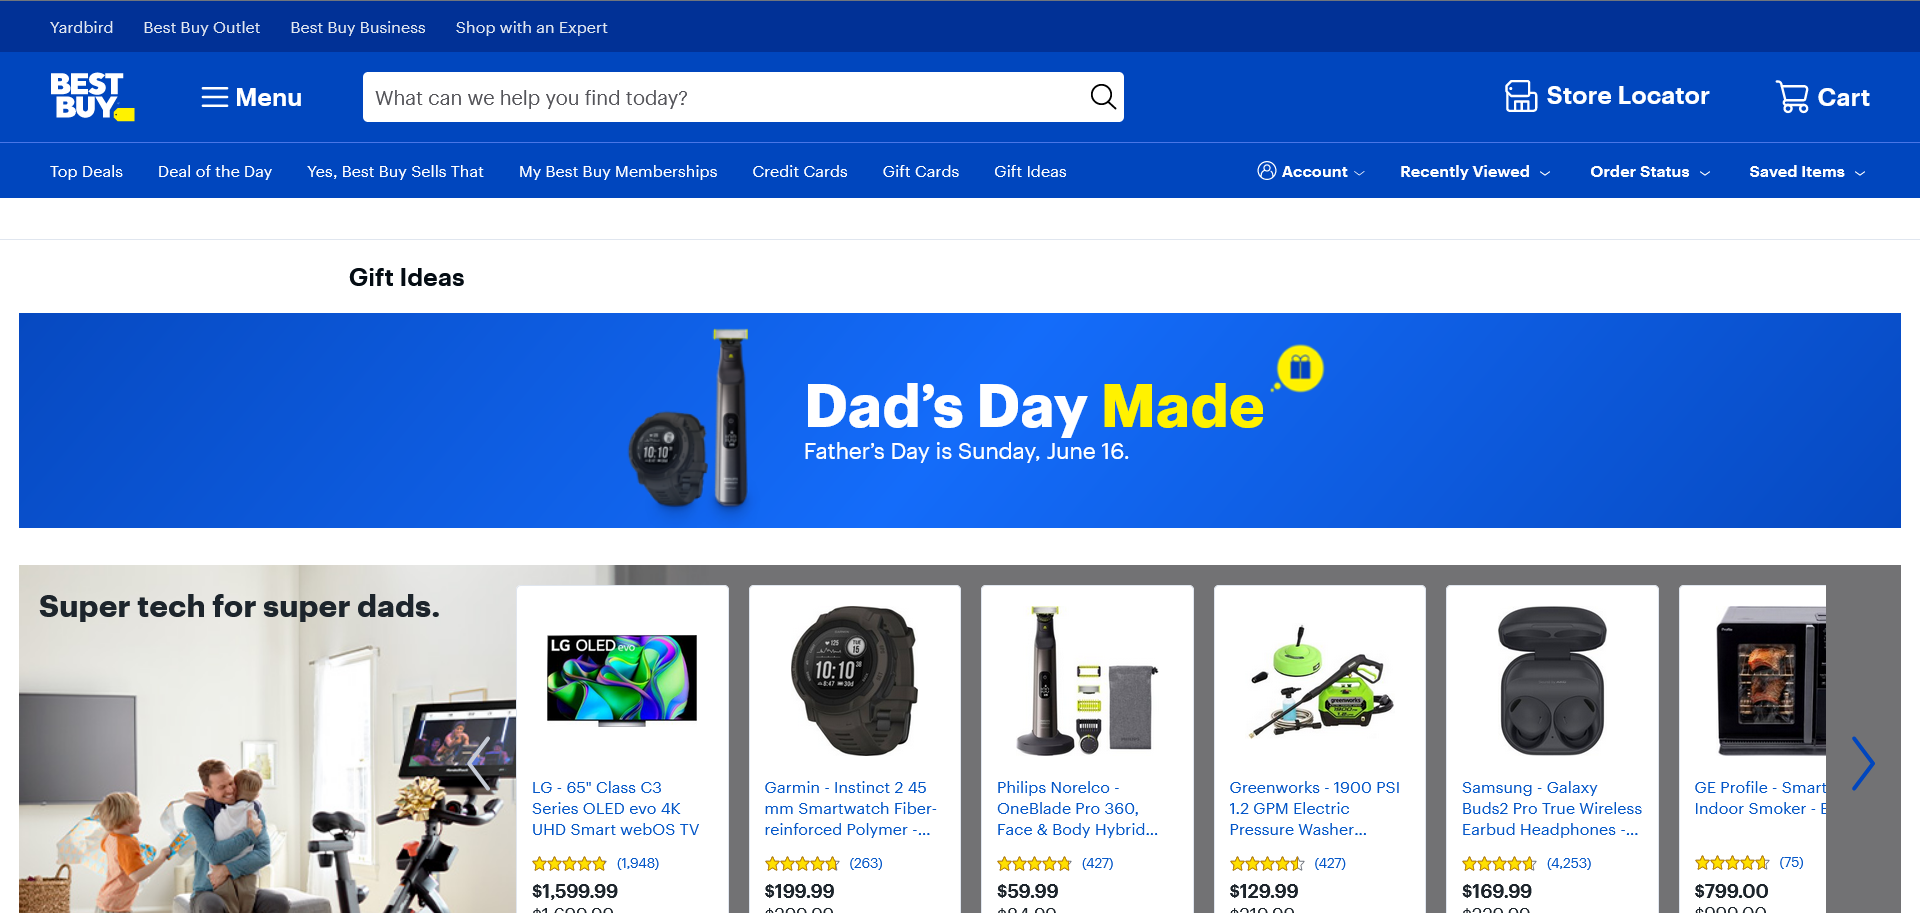 Yardbird
Best Buy Outlet
Best Buy Business
Shop with an Expert
BEST
BUY
Menu
What can we help you find today?
Store Locator
Cart
Top Deals
Deal of the Day
Yes, Best Buy Sells That
My Best Buy Memberships
Credit Cards
Gift Cards
Gift Ideas
Account
Recently Viewed
Order Status
Saved Items
Gift Ideas
Dad's Day Made
Father's Day is Sunday, June 16.
Super tech for super dads.
LG OLED evo
LG - 65" Class C3
Series OLED evo 4K
UHD Smart webOS TV
(1,948)
$1,599.99
10:10
Garmin - Instinct 2 45
mm Smartwatch Fiber-
reinforced Polymer -...
(263)
$199.99
Philips Norelco -
OneBlade Pro 360,
Face & Body Hybrid...
(427)
$59.99
greenworks
Greenworks - 1900 PSI
1.2 GPM Electric
Pressure Washer...
(427)
$129.99
Samsung - Galaxy
Buds2 Pro True Wireless
Earbud Headphones -...
(4,253)
$169.99
GE Profile - Smart
Indoor Smoker -
(75)
$799.00